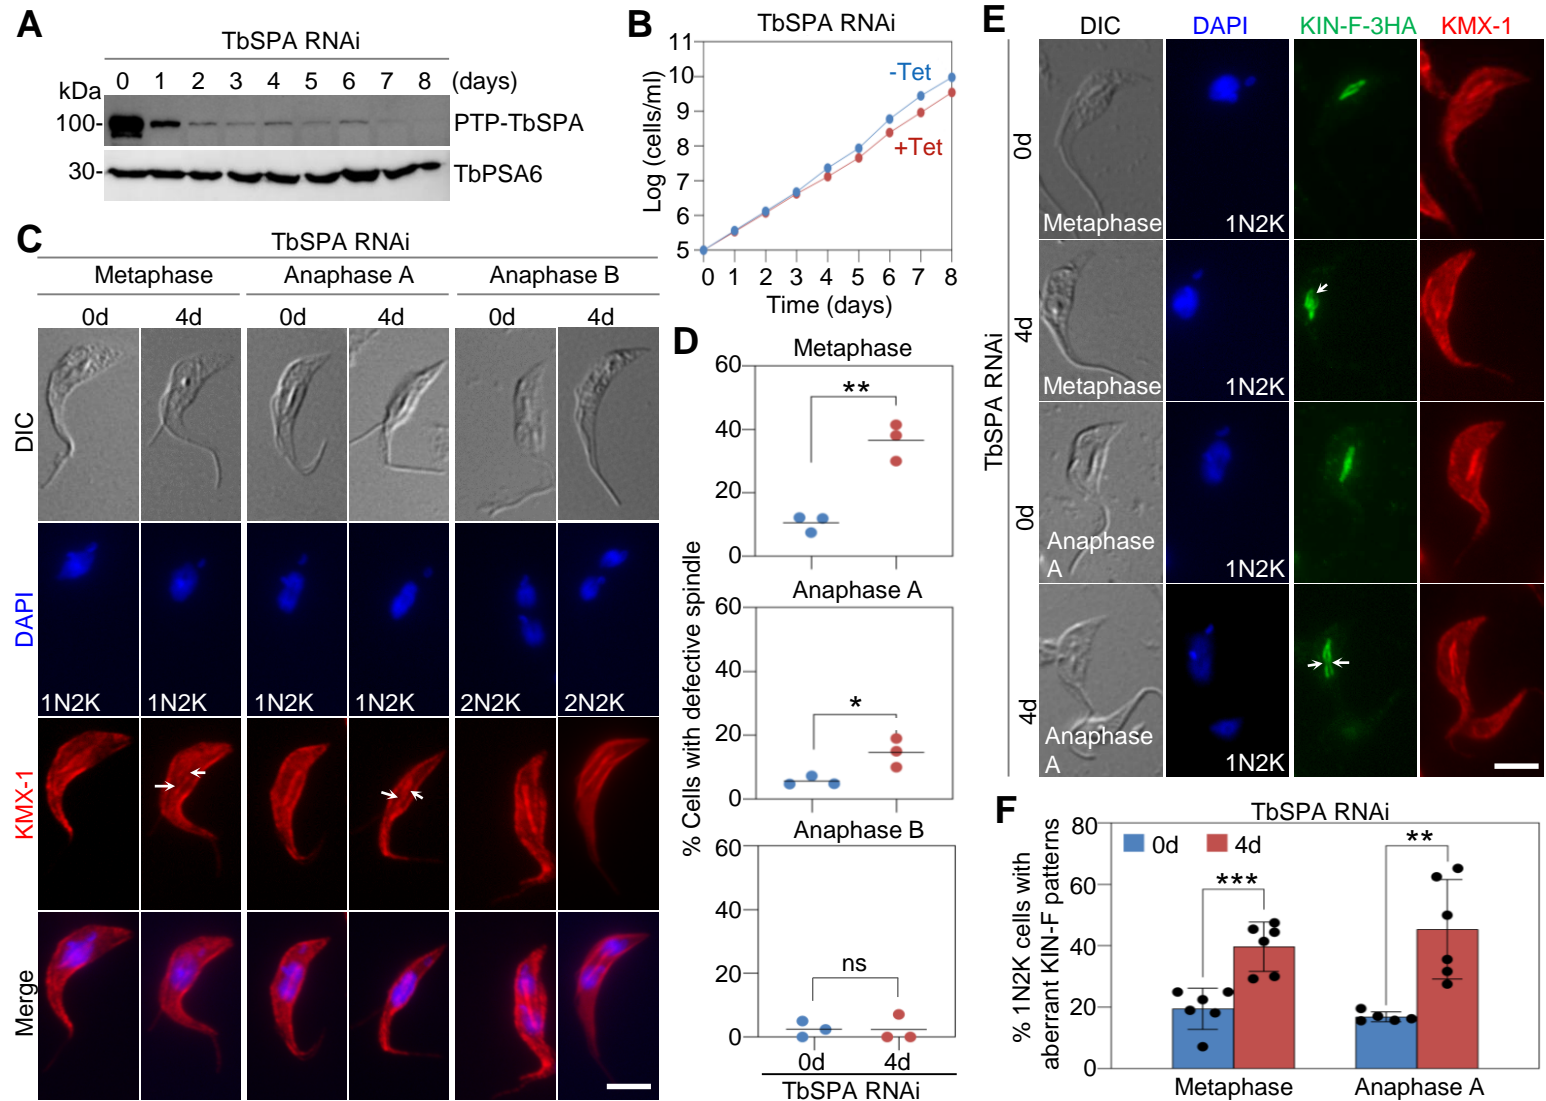 A
TbSPA RNAi
kDa
0 1 2 3 4 5 6 7 8 (days)
100-
PTP-TbSPA
30-
TbPSA6
B
TbSPA RNAi
Log (cells/ml)
11
10
9
8
7
6
5
-Tet
+Tet
0 1 2 3 4 5 6 7 8
Time (days)
C
TbSPA RNAi
Metaphase Anaphase A Anaphase B
0d 4d 0d 4d 0d 4d
DIC
DAPI
1N2K 1N2K 1N2K 1N2K 2N2K 2N2K
KMX-1
Merge
D
% Cells with defective spindle
Metaphase
60
40
20
0
**
Anaphase A
60
40
20
0
*
Anaphase B
60
40
20
0
ns
0d 4d
TbSPA RNAi
E
DIC DAPI KIN-F-3HA KMX-1
TbSPA RNAi
0d
Metaphase 1N2K
4d
Metaphase 1N2K
0d
Anaphase
A 1N2K
4d
Anaphase
A 1N2K
F
TbSPA RNAi
% 1N2K cells with
aberrant KIN-F patterns
80
60
40
20
0
0d 4d
***
**
Metaphase Anaphase A